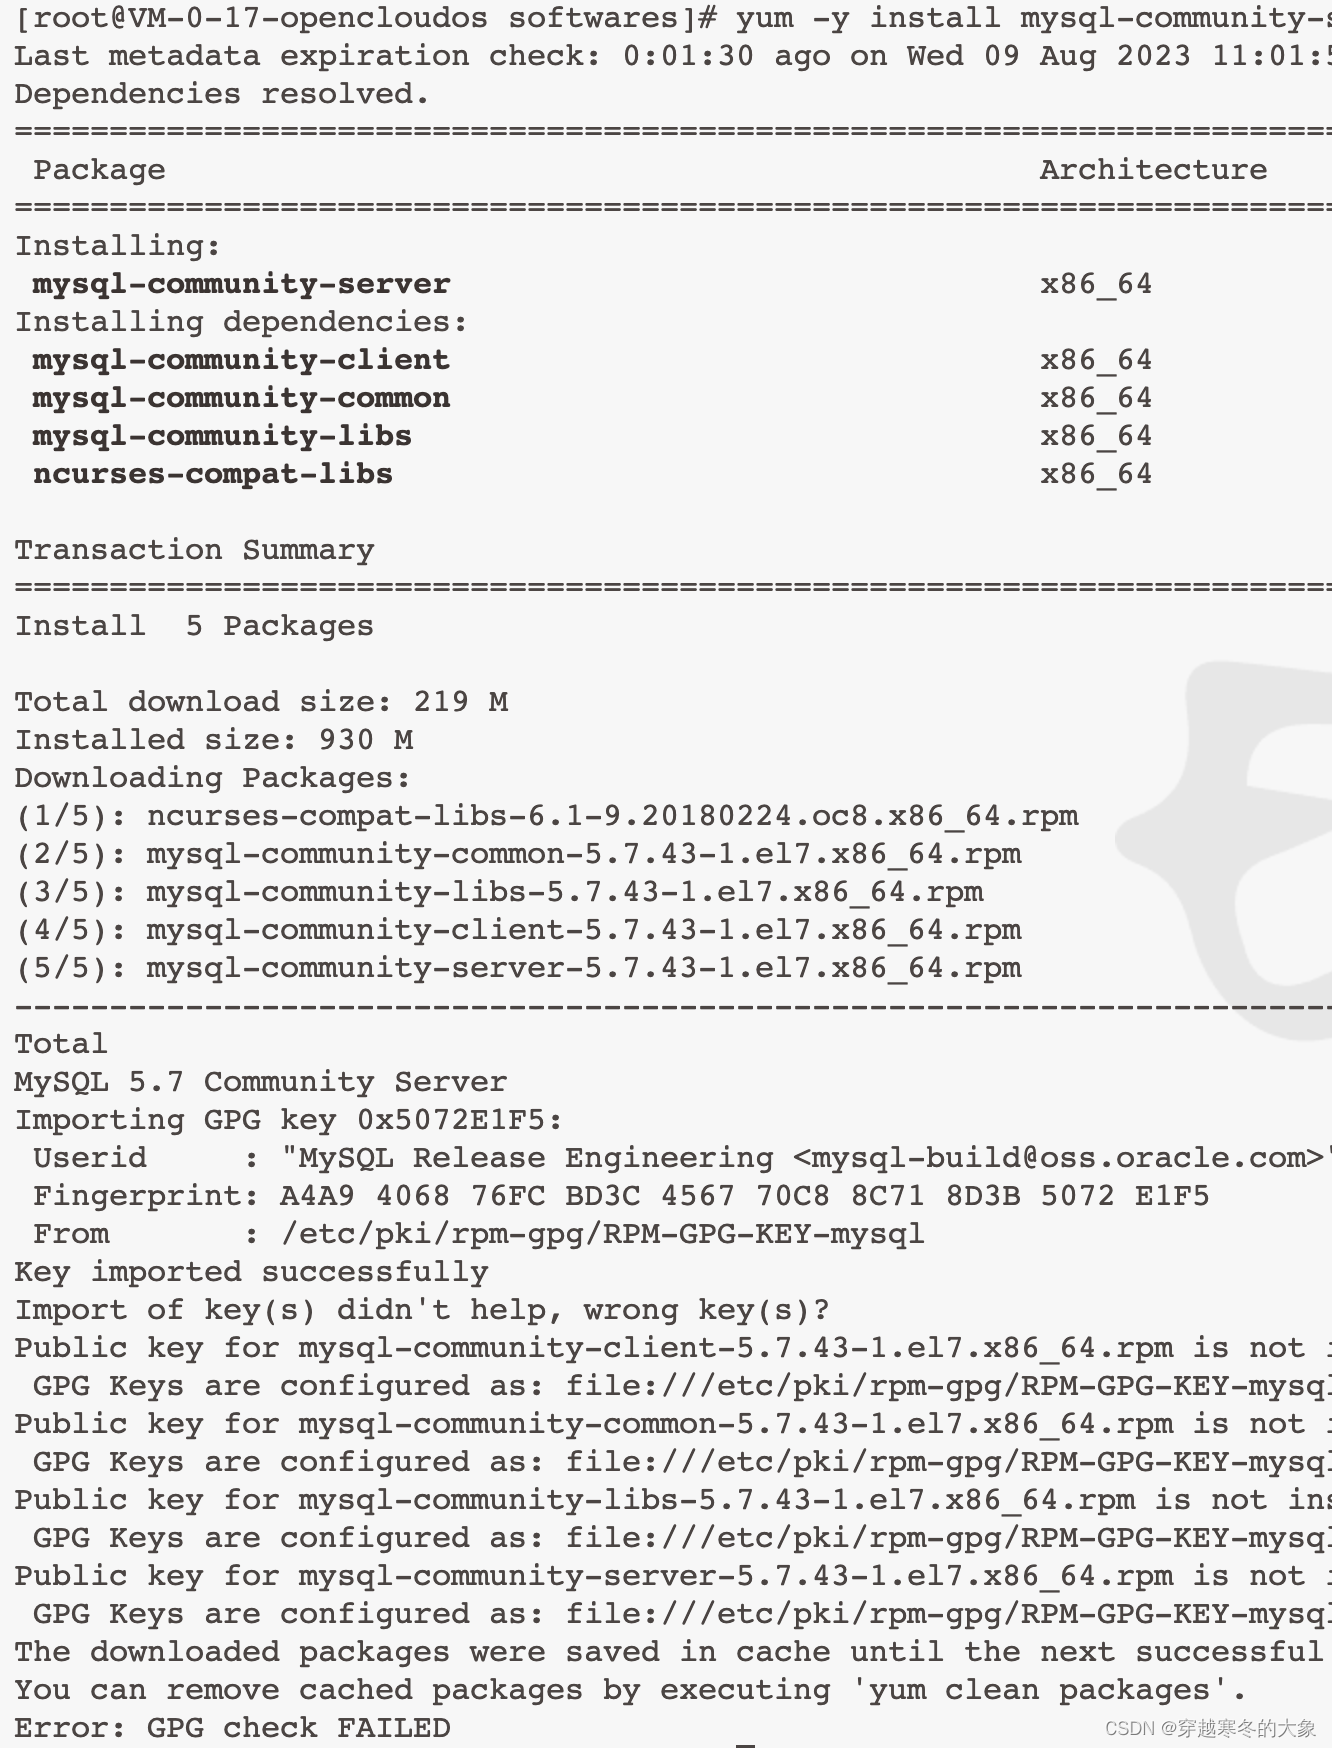 [root@VM-0-17-opencloudos softwares]# yum -y install mysql-community-
Last metadata expiration check: 0:01:30 ago on Wed 09 Aug 2023 11:01:
Dependencies resolved.
======================================================================
Package Architecture
======================================================================
Installing:
mysql-community-server x86_64
Installing dependencies:
mysql-community-client x86_64
mysql-community-common x86_64
mysql-community-libs x86_64
ncurses-compat-libs x86_64
Transaction Summary
======================================================================
Install 5 Packages
Total download size: 219 M
Installed size: 930 M
Downloading Packages:
(1/5): ncurses-compat-libs-6.1-9.20180224.oc8.x86_64.rpm
(2/5): mysql-community-common-5.7.43-1.el7.x86_64.rpm
(3/5): mysql-community-libs-5.7.43-1.el7.x86_64.rpm
(4/5): mysql-community-client-5.7.43-1.el7.x86_64.rpm
(5/5): mysql-community-server-5.7.43-1.el7.x86_64.rpm
----------------------------------------------------------------------
Total
MySQL 5.7 Community Server
Importing GPG key 0x5072E1F5:
Userid : "MySQL Release Engineering <mysql-build@oss.oracle.com>"
Fingerprint: A4A9 4068 76FC BD3C 4567 70C8 8C71 8D3B 5072 E1F5
From : /etc/pki/rpm-gpg/RPM-GPG-KEY-mysql
Key imported successfully
Import of key(s) didn't help, wrong key(s)?
Public key for mysql-community-client-5.7.43-1.el7.x86_64.rpm is not
GPG Keys are configured as: file:///etc/pki/rpm-gpg/RPM-GPG-KEY-mysql
Public key for mysql-community-common-5.7.43-1.el7.x86_64.rpm is not
GPG Keys are configured as: file:///etc/pki/rpm-gpg/RPM-GPG-KEY-mysql
Public key for mysql-community-libs-5.7.43-1.el7.x86_64.rpm is not ins
GPG Keys are configured as: file:///etc/pki/rpm-gpg/RPM-GPG-KEY-mysql
Public key for mysql-community-server-5.7.43-1.el7.x86_64.rpm is not
GPG Keys are configured as: file:///etc/pki/rpm-gpg/RPM-GPG-KEY-mysql
The downloaded packages were saved in cache until the next successful
You can remove cached packages by executing 'yum clean packages'.
Error: GPG check FAILED
CSDN @穿越寒冬的大象